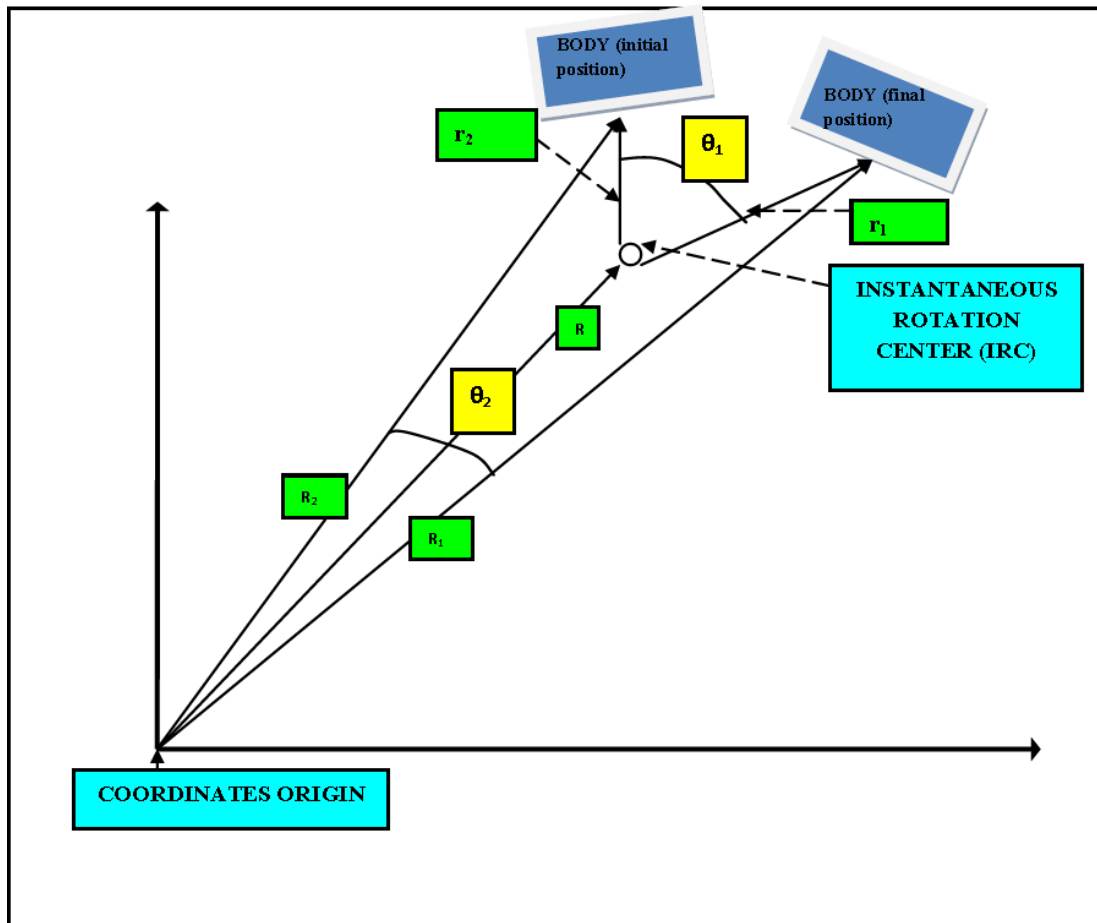 BODY (initial
position)
BODY (final
position)
r₂
θ₁
r₁
INSTANTANEOUS
ROTATION
CENTER (IRC)
R
θ₂
R₂
R₁
COORDINATES ORIGIN